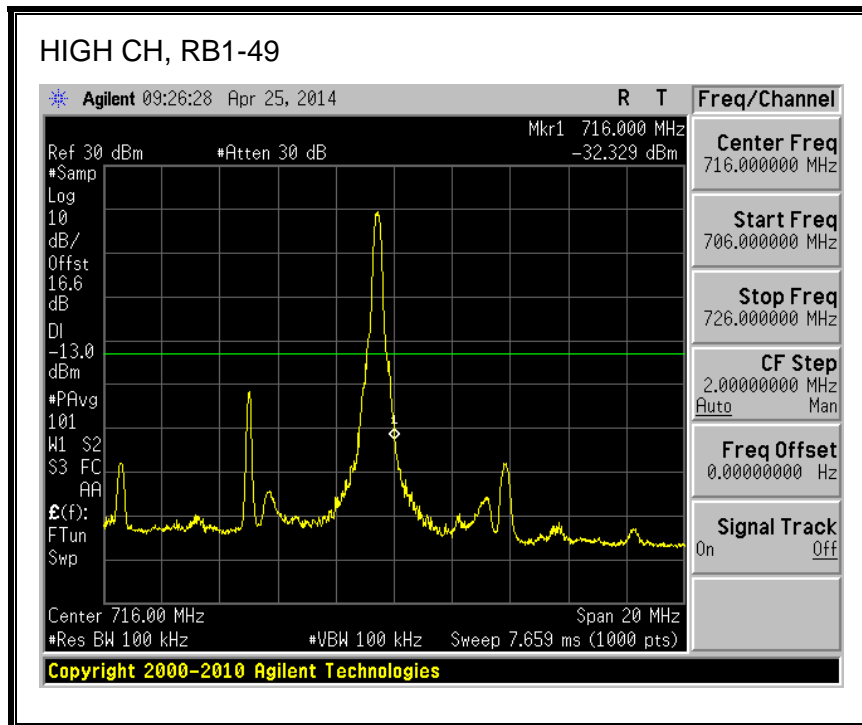 HIGH CH, RB1-49
Agilent 09:26:28 Apr 25, 2014 R T
Mkr1 716.000 MHz
Ref 30 dBm #Atten 30 dB -32.329 dBm
#Samp
Log
10
dB/
Offst
16.6
dB
DI
-13.0
dBm
#PAvg
101
W1 S2
S3 FC
AA
£(f):
FTun
Swp
1
Center 716.00 MHz Span 20 MHz
#Res BW 100 kHz #VBW 100 kHz Sweep 7.659 ms (1000 pts)
Copyright 2000-2010 Agilent Technologies
Freq/Channel
Center Freq
716.000000 MHz
Start Freq
706.000000 MHz
Stop Freq
726.000000 MHz
CF Step
2.00000000 MHz
Auto Man
Freq Offset
0.00000000 Hz
Signal Track
On Off